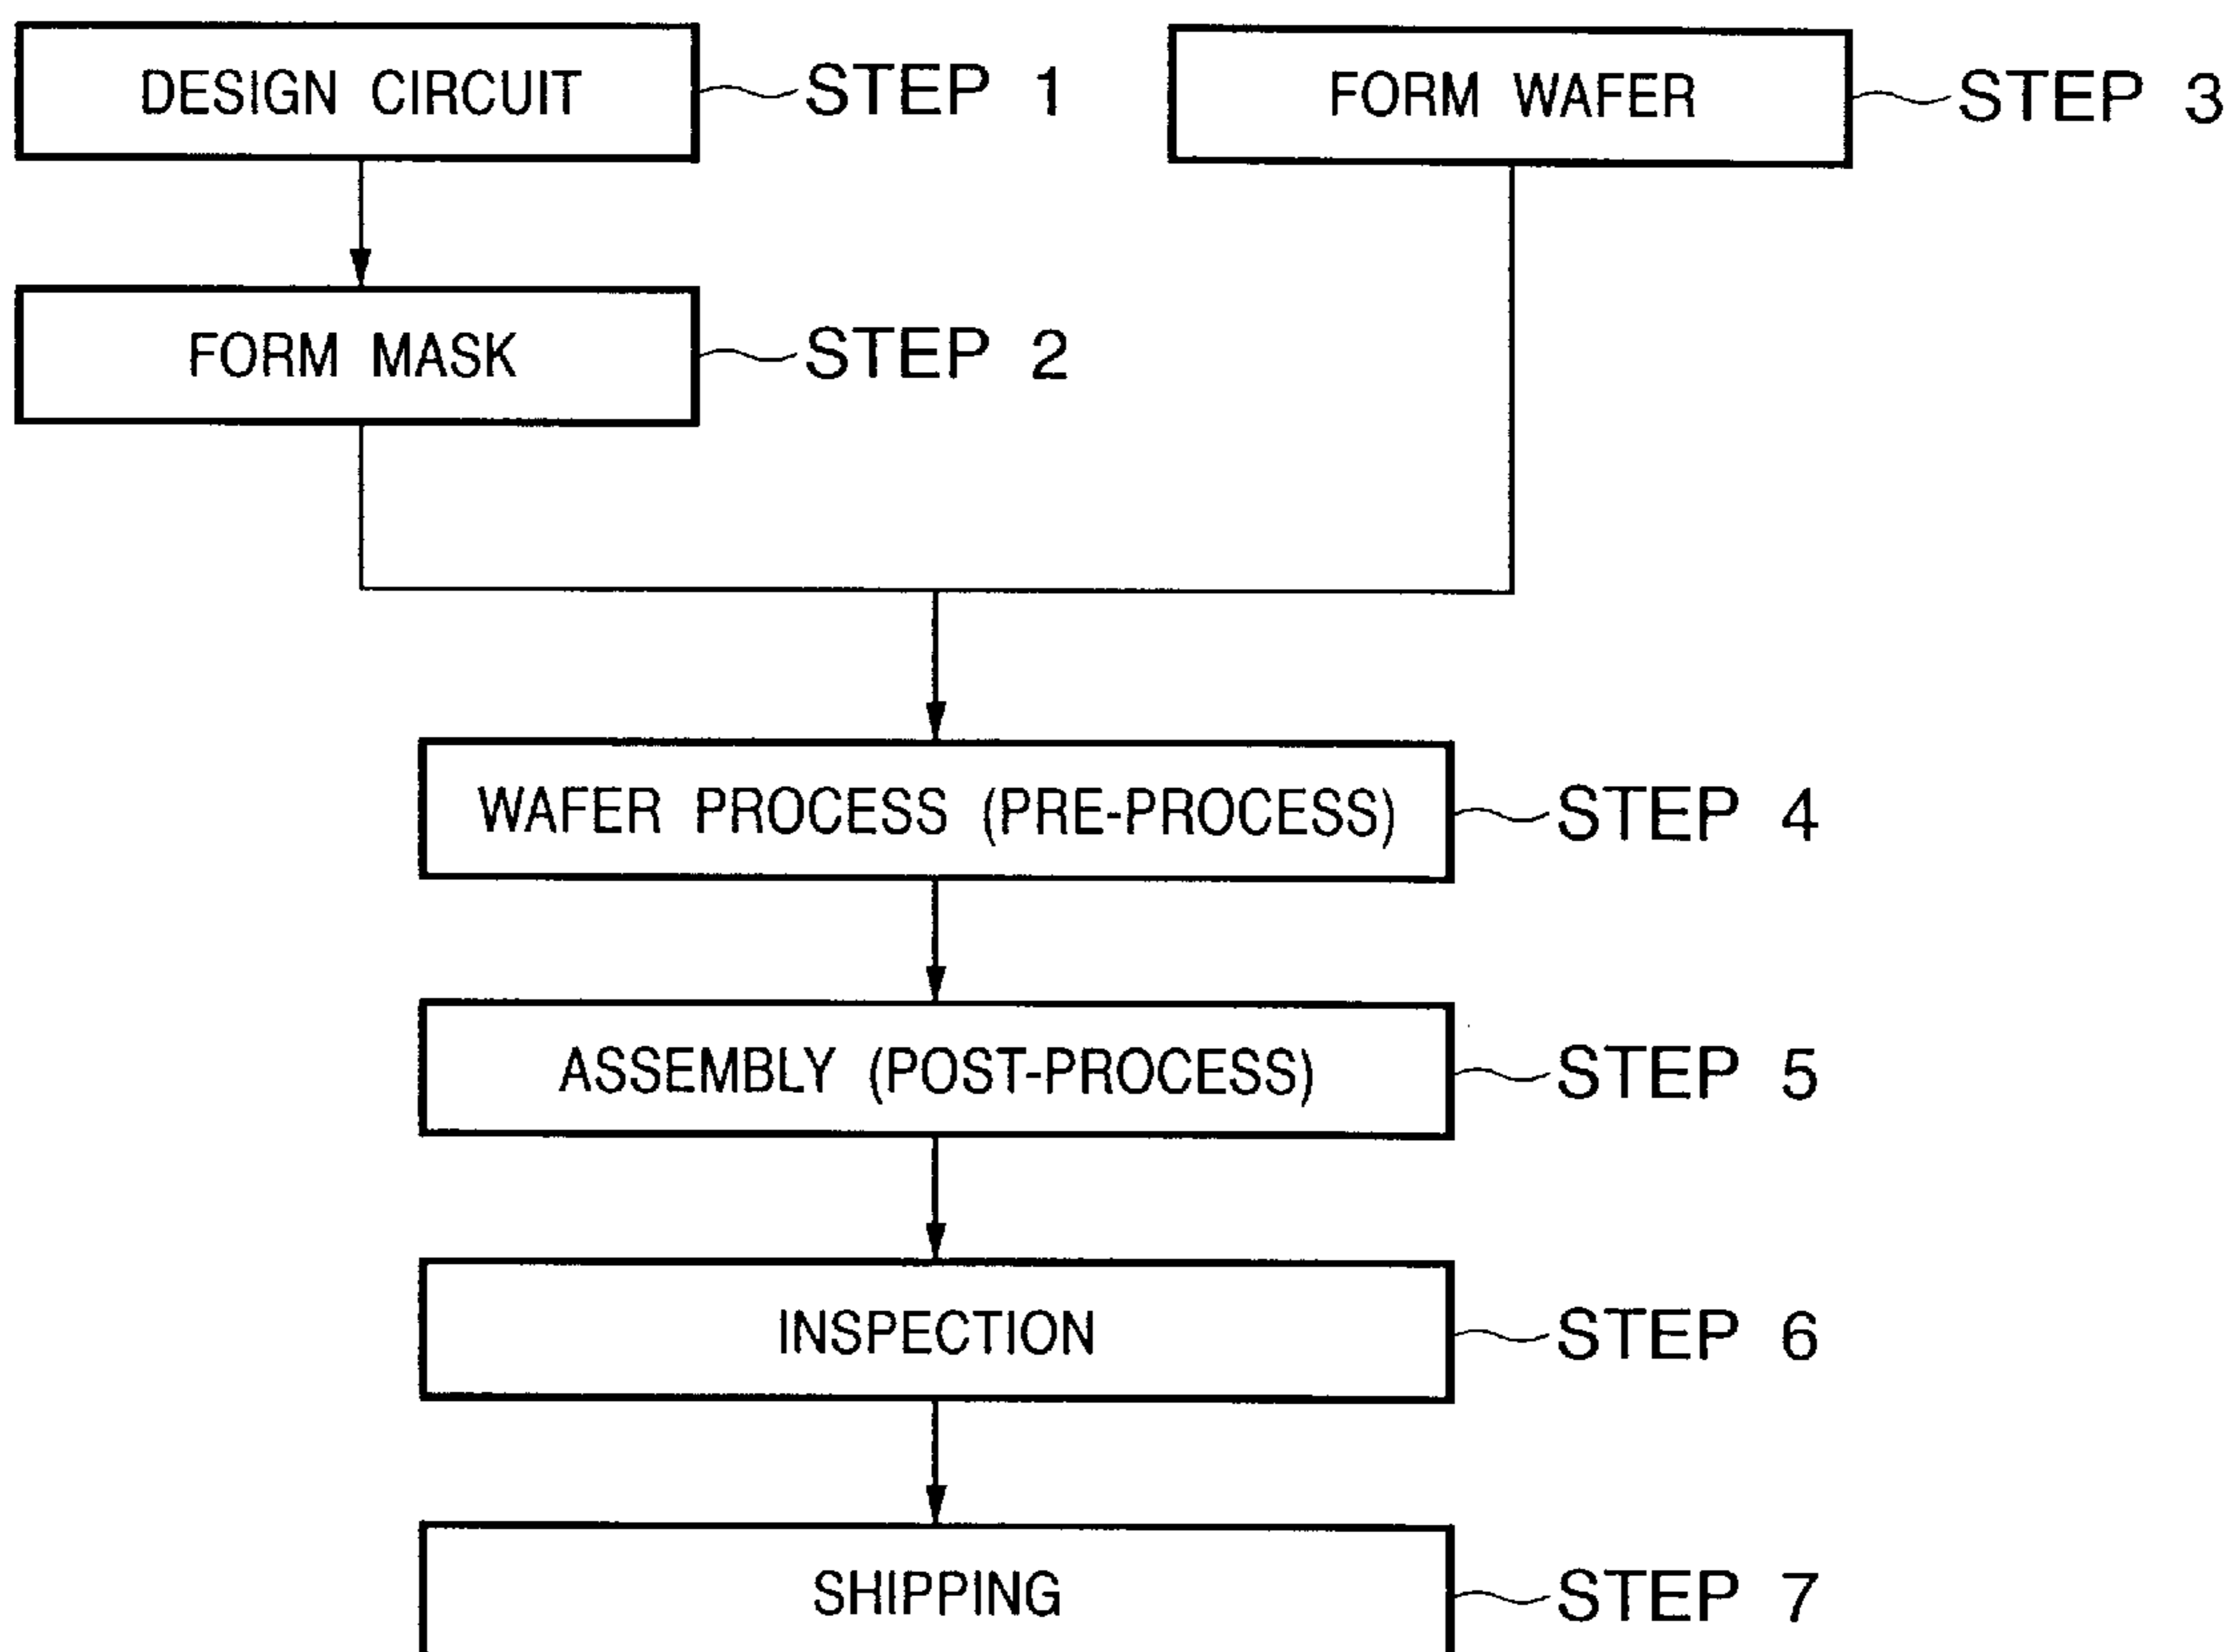 DESIGN CIRCUIT STEP 1
FORM WAFER STEP 3
FORM MASK STEP 2
WAFER PROCESS (PRE-PROCESS) STEP 4
ASSEMBLY (POST-PROCESS) STEP 5
INSPECTION STEP 6
SHIPPING STEP 7